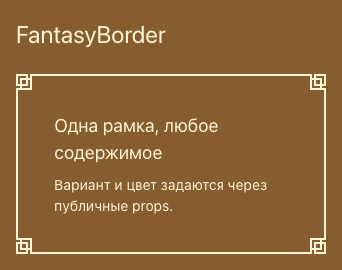 FantasyBorder
Одна рамка, любое
содержимое
Вариант и цвет задаются через
публичные props.